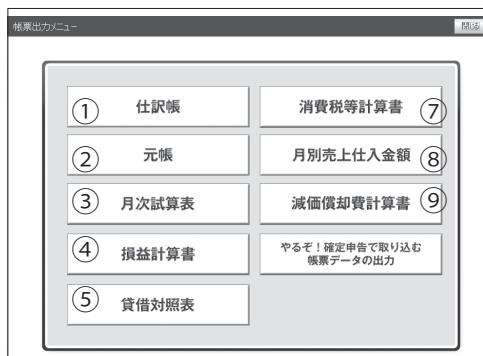 帳票出力メニュー
閉じる
① 仕訳帳
② 元帳
③ 月次試算表
④ 損益計算書
⑤ 貸借対照表
消費税等計算書 ⑦
月別売上仕入金額 ⑧
減価償却費計算書 ⑨
やるぞ！確定申告で取り込む
帳票データの出力